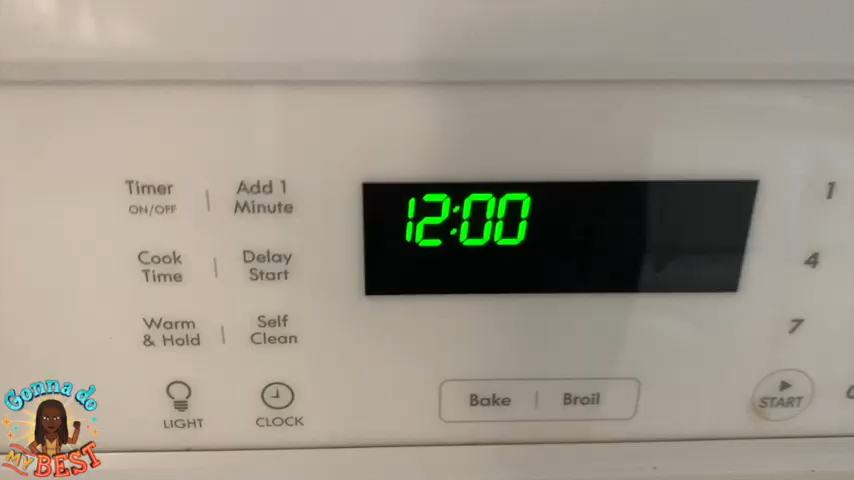 Timer
ON/OFF
Add 1
Minute
12:00
1
Cook
Time
Delay
Start
4
Warm
& Hold
Self
Clean
7
LIGHT
CLOCK
Bake
Broil
START
Gonna do
MY BEST